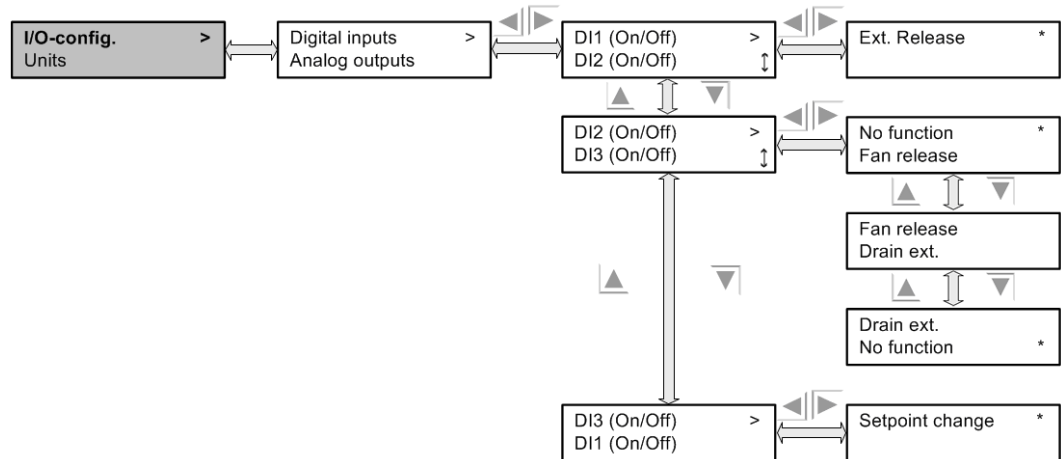 I/O-config. >
Units
Digital inputs >
Analog outputs
DI1 (On/Off) >
DI2 (On/Off) ↕
Ext. Release *
DI2 (On/Off) >
DI3 (On/Off) ↕
No function *
Fan release
Fan release
Drain ext.
Drain ext.
No function *
DI3 (On/Off) >
DI1 (On/Off)
Setpoint change *